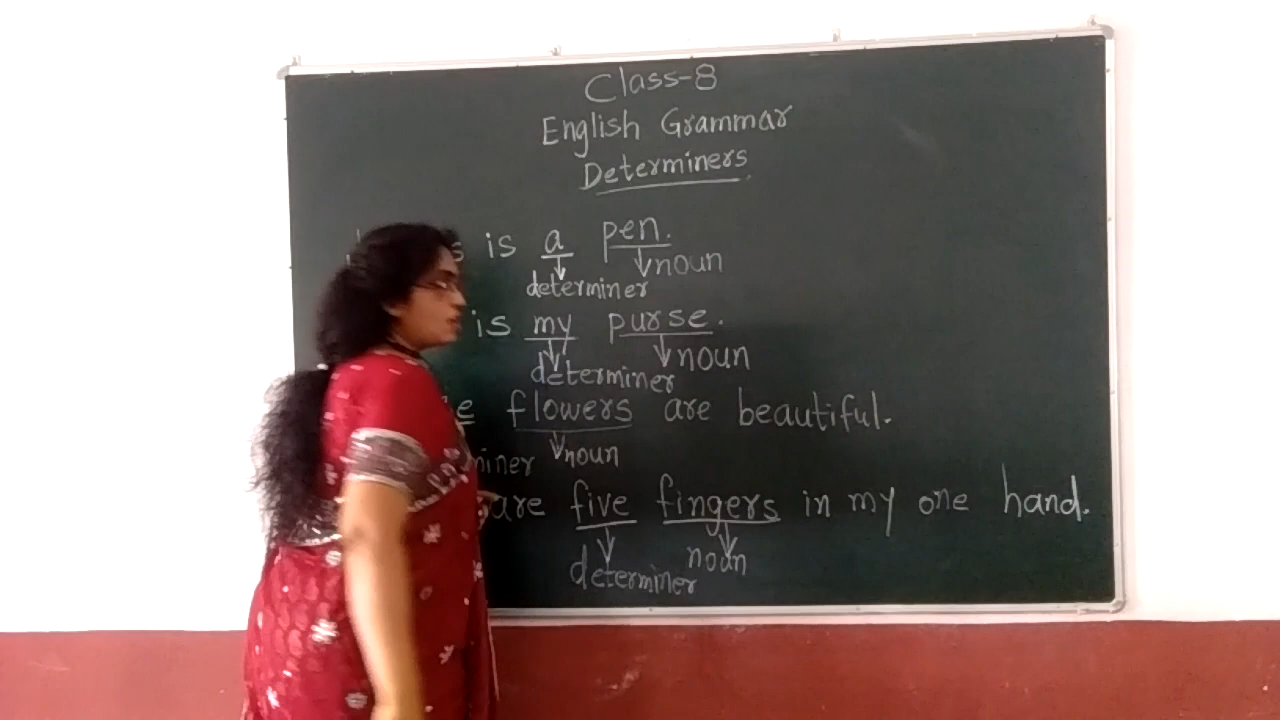 Class-8
English Grammar
Determiners
is a pen.
noun
determiner
is my purse.
noun
determiner
flowers are beautiful.
noun
are five fingers in my one hand.
noun
determiner